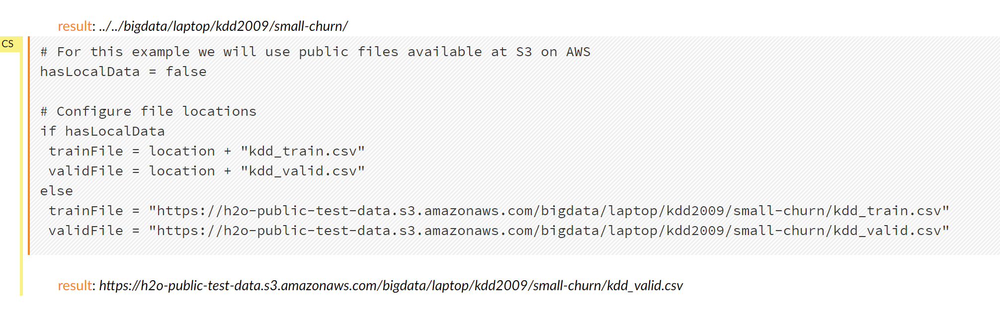 result: ../../bigdata/laptop/kdd2009/small-churn/
CS
# For this example we will use public files available at S3 on AWS
hasLocalData = false
# Configure file locations
if hasLocalData
 trainFile = location + "kdd_train.csv"
 validFile = location + "kdd_valid.csv"
else
 trainFile = "https://h2o-public-test-data.s3.amazonaws.com/bigdata/laptop/kdd2009/small-churn/kdd_train.csv"
 validFile = "https://h2o-public-test-data.s3.amazonaws.com/bigdata/laptop/kdd2009/small-churn/kdd_valid.csv"
result: https://h2o-public-test-data.s3.amazonaws.com/bigdata/laptop/kdd2009/small-churn/kdd_valid.csv